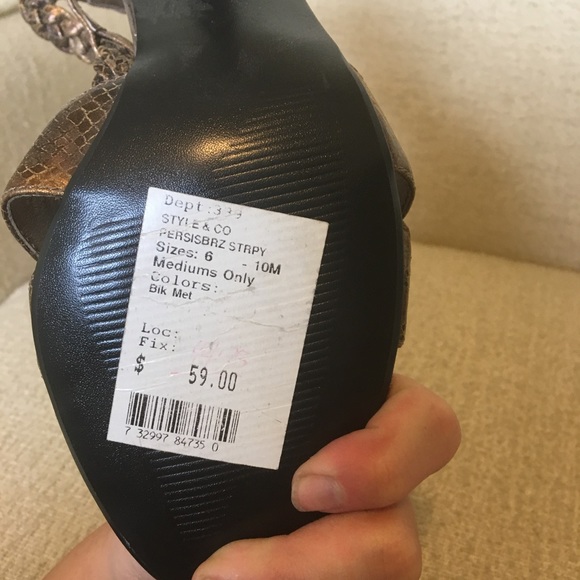 Dept:399
STYLE & CO
PERSISBRZ STRPY
Sizes: 6 - 10M
Mediums Only
Colors:
Blk Met
Loc:
Fix:
$ 59.00
7 32997 84735 0